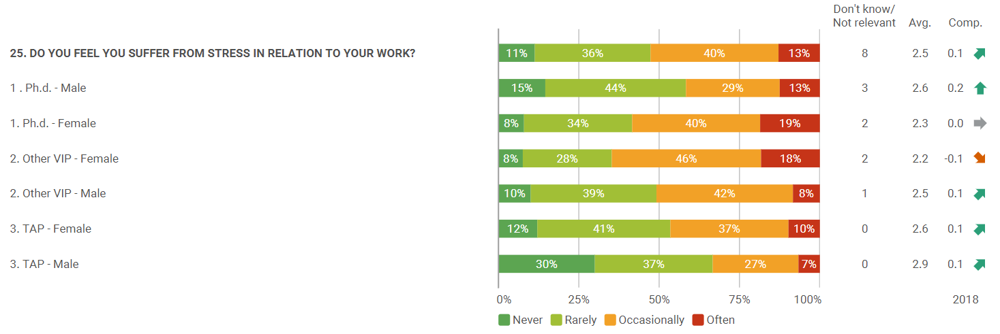 Don't know/
Not relevant Avg. Comp.
25. DO YOU FEEL YOU SUFFER FROM STRESS IN RELATION TO YOUR WORK? 11% 36% 40% 13% 8 2.5 0.1
1 . Ph.d. - Male 15% 44% 29% 13% 3 2.6 0.2
1. Ph.d. - Female 8% 34% 40% 19% 2 2.3 0.0
2. Other VIP - Female 8% 28% 46% 18% 2 2.2 -0.1
2. Other VIP - Male 10% 39% 42% 8% 1 2.5 0.1
3. TAP - Female 12% 41% 37% 10% 0 2.6 0.1
3. TAP - Male 30% 37% 27% 7% 0 2.9 0.1
0% 25% 50% 75% 100% 2018
Never Rarely Occasionally Often